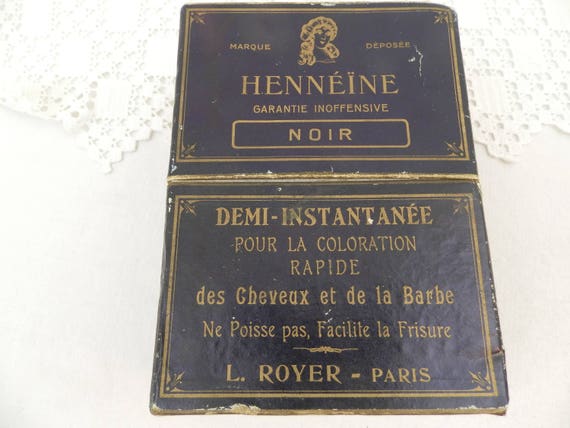 MARQUE DÉPOSÉE
HENNÉÏNE
GARANTIE INOFFENSIVE
NOIR
DEMI-INSTANTANÉE
POUR LA COLORATION
RAPIDE
des Cheveux et de la Barbe
Ne Poisse pas, Facilite la Frisure
L. ROYER - PARIS